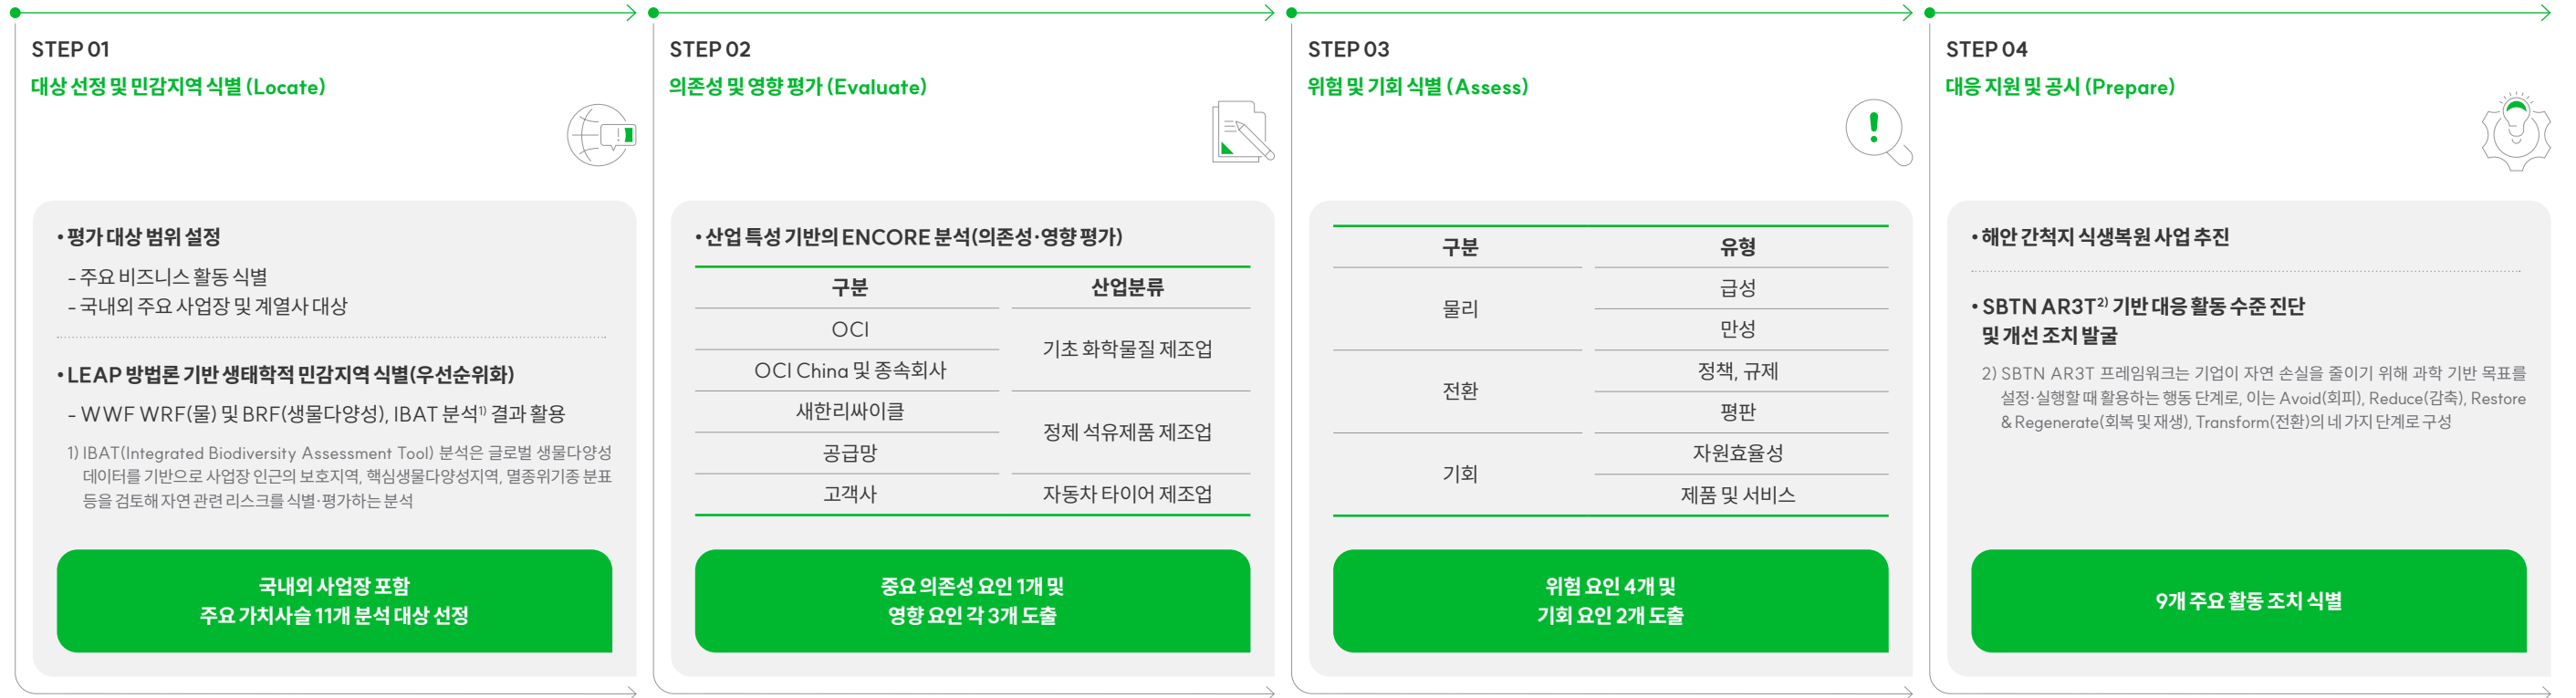 STEP 01
대상 선정 및 민감지역 식별 (Locate)
• 평가 대상 범위 설정
- 주요 비즈니스 활동 식별
- 국내외 주요 사업장 및 계열사 대상
• LEAP 방법론 기반 생태학적 민감지역 식별(우선순위화)
- WWF WRF(물) 및 BRF(생물다양성), IBAT 분석1) 결과 활용
1) IBAT(Integrated Biodiversity Assessment Tool) 분석은 글로벌 생물다양성
데이터를 기반으로 사업장 인근의 보호지역, 핵심생물다양성지역, 멸종위기종 분포
등을 검토해 자연 관련 리스크를 식별·평가하는 분석
국내외 사업장 포함
주요 가치사슬 11개 분석 대상 선정
STEP 02
의존성 및 영향 평가 (Evaluate)
• 산업 특성 기반의 ENCORE 분석(의존성·영향 평가)
구분 산업분류
OCI
기초 화학물질 제조업
OCI China 및 종속회사
새한리싸이클
정제 석유제품 제조업
공급망
고객사 자동차 타이어 제조업
중요 의존성 요인 1개 및
영향 요인 각 3개 도출
STEP 03
위험 및 기회 식별 (Assess)
구분 유형
급성
물리
만성
정책, 규제
전환
평판
자원효율성
기회
제품 및 서비스
위험 요인 4개 및
기회 요인 2개 도출
STEP 04
대응 지원 및 공시 (Prepare)
• 해안 간척지 식생복원 사업 추진
• SBTN AR3T2) 기반 대응 활동 수준 진단
및 개선 조치 발굴
2) SBTN AR3T 프레임워크는 기업이 자연 손실을 줄이기 위해 과학 기반 목표를
설정·실행할 때 활용하는 행동 단계로, 이는 Avoid(회피), Reduce(감축), Restore
& Regenerate(회복 및 재생), Transform(전환)의 네 가지 단계로 구성
9개 주요 활동 조치 식별